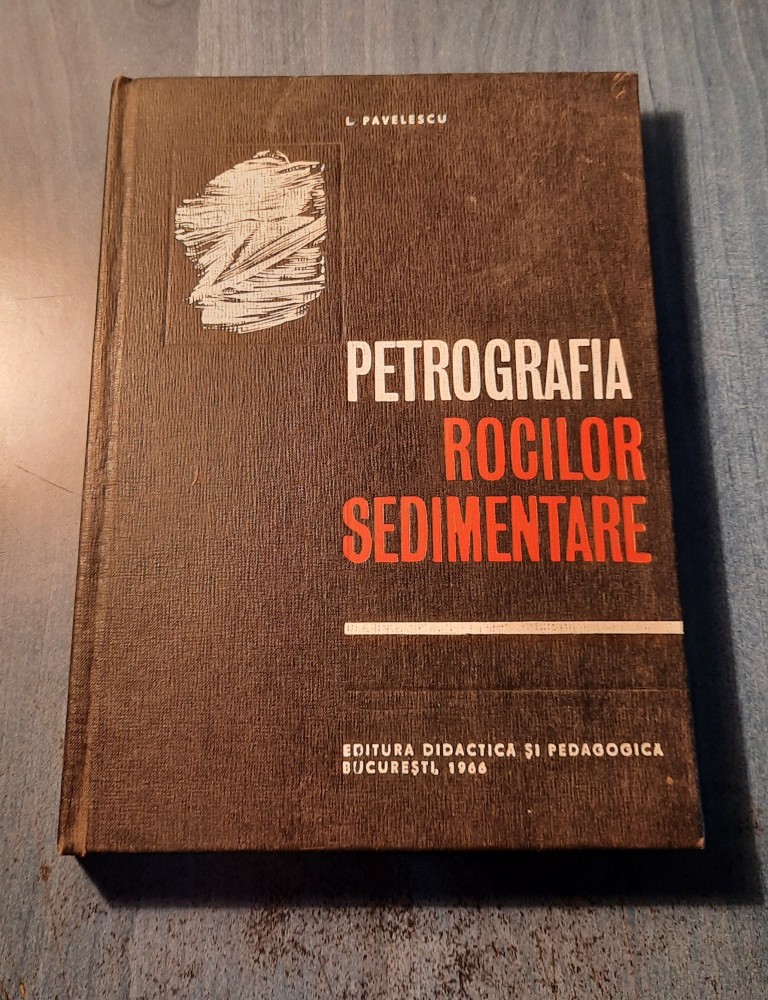 L. PAVELESCU
PETROGRAFIA
ROCILOR
SEDIMENTARE
EDITURA DIDACTICĂ ȘI PEDAGOGICĂ
BUCUREȘTI, 1966